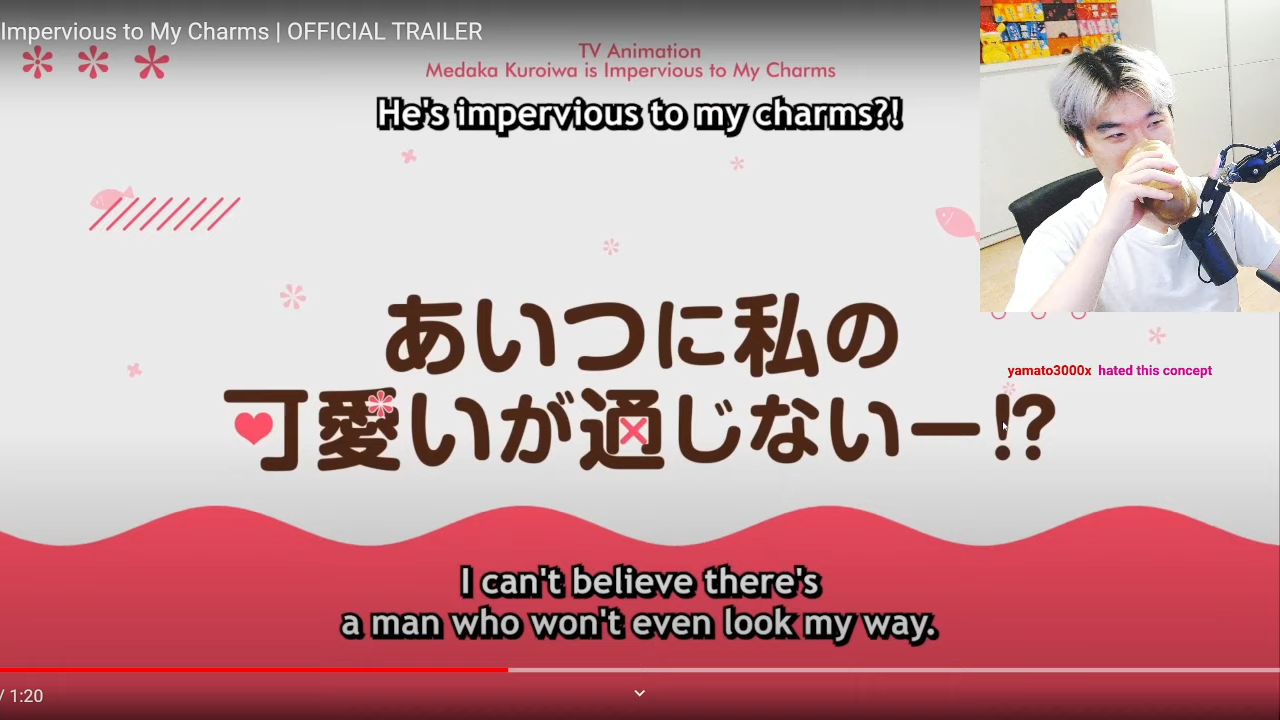 Impervious to My Charms | OFFICIAL TRAILER
TV Animation
Medaka Kuroiwa is Impervious to My Charms
He's impervious to my charms?!
あいつに私の
可愛いが通じないー!?
yamato3000x hated this concept
I can't believe there's
a man who won't even look my way.
/ 1:20